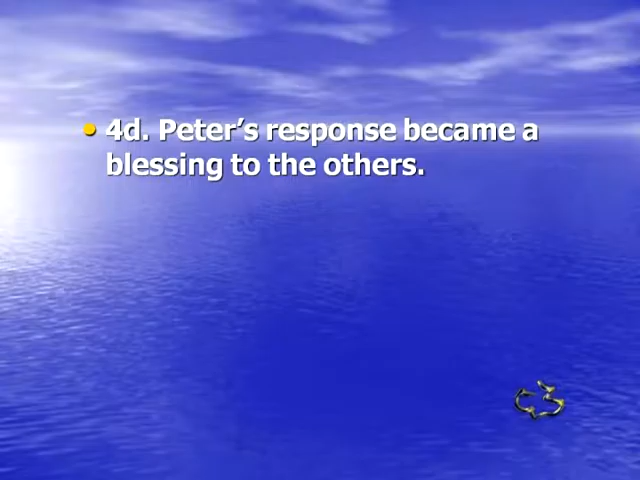 • 4d. Peter's response became a
blessing to the others.